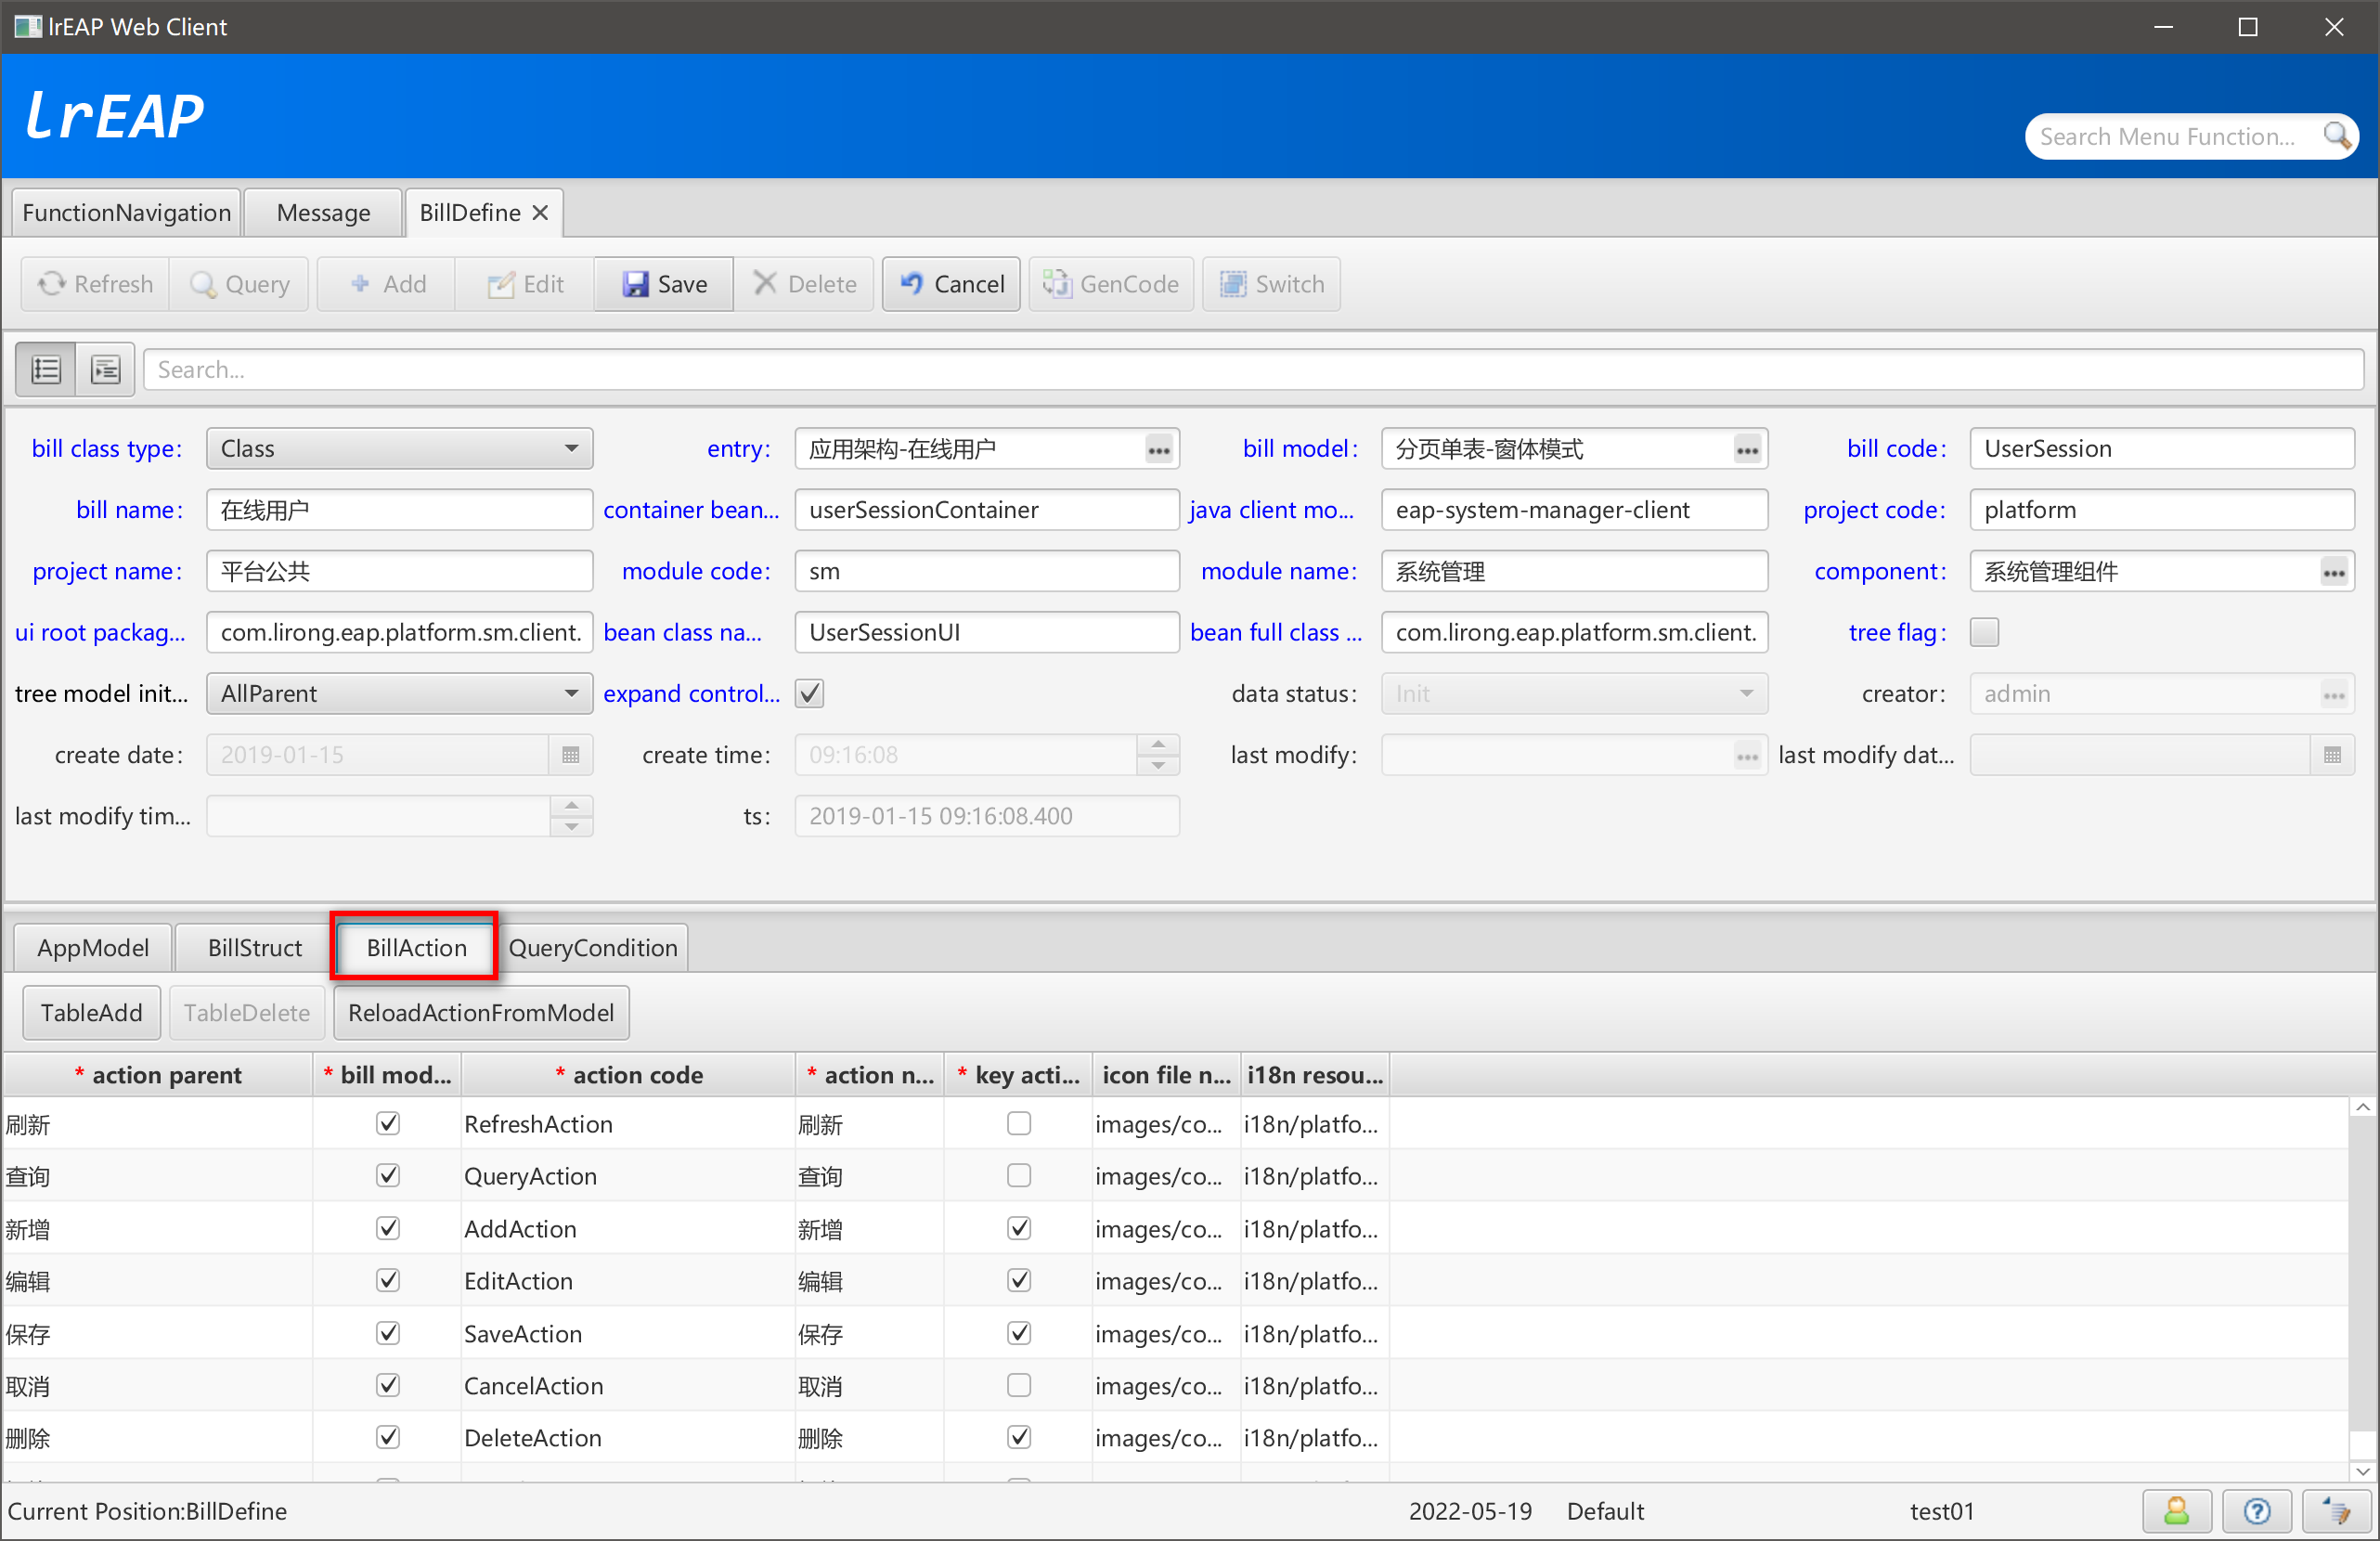 lrEAP Web Client
lrEAP
Search Menu Function...
FunctionNavigation Message BillDefine
Refresh Query Add Edit Save Delete Cancel GenCode Switch
Search...
bill class type: Class entry: 应用架构-在线用户 bill model: 分页单表-窗体模式 bill code: UserSession
bill name: 在线用户 container bean... userSessionContainer java client mo... eap-system-manager-client project code: platform
project name: 平台公共 module code: sm module name: 系统管理 component: 系统管理组件
ui root packag... com.lirong.eap.platform.sm.client. bean class na... UserSessionUI bean full class ... com.lirong.eap.platform.sm.client. tree flag:
tree model init... AllParent expand control... data status: Init creator: admin
create date: 2019-01-15 create time: 09:16:08 last modify: last modify dat...
last modify tim... ts: 2019-01-15 09:16:08.400
AppModel BillStruct BillAction QueryCondition
TableAdd TableDelete ReloadActionFromModel
* action parent * bill mod... * action code * action n... * key acti... icon file n... i18n resou...
刷新 RefreshAction 刷新 images/co... i18n/platfo...
查询 QueryAction 查询 images/co... i18n/platfo...
新增 AddAction 新增 images/co... i18n/platfo...
编辑 EditAction 编辑 images/co... i18n/platfo...
保存 SaveAction 保存 images/co... i18n/platfo...
取消 CancelAction 取消 images/co... i18n/platfo...
删除 DeleteAction 删除 images/co... i18n/platfo...
Current Position:BillDefine 2022-05-19 Default test01